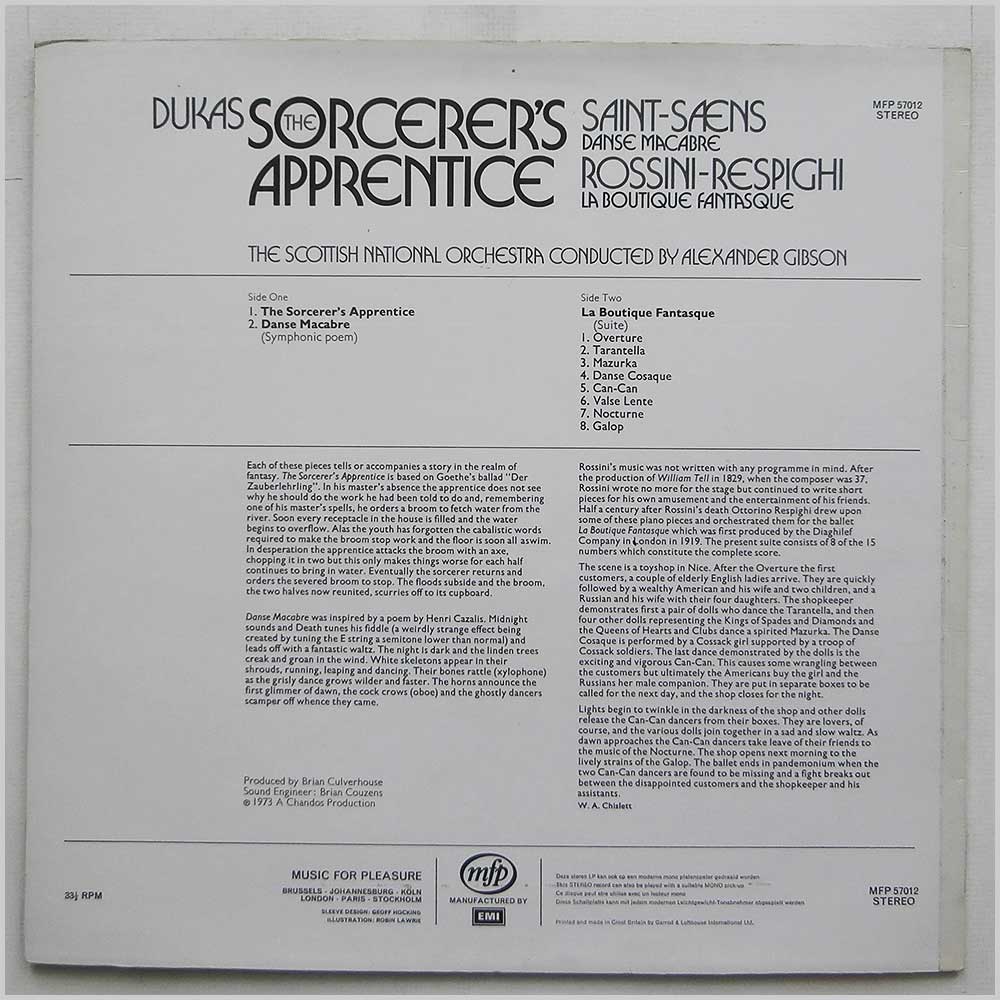 DUKAS THE SORCERER'S APPRENTICE
SAINT-SAENS
DANSE MACABRE
ROSSINI-RESPIGHI
LA BOUTIQUE FANTASQUE
MFP 57012
STEREO
THE SCOTTISH NATIONAL ORCHESTRA CONDUCTED BY ALEXANDER GIBSON
Side One
1. The Sorcerer's Apprentice
2. Danse Macabre
(Symphonic poem)
Side Two
La Boutique Fantasque
(Suite)
1. Overture
2. Tarantella
3. Mazurka
4. Danse Cosaque
5. Can-Can
6. Valse Lente
7. Nocturne
8. Galop
Each of these pieces tells or accompanies a story in the realm of
fantasy. The Sorcerer's Apprentice is based on Goethe's ballad "Der
Zauberlehrling". In his master's absence the apprentice does not see
why he should do the work he had been told to do and, remembering
one of his master's spells, he orders a broom to fetch water from the
river. Soon every receptacle in the house is filled and the water
begins to overflow. Alas the youth has forgotten the cabalistic words
required to make the broom stop work and the floor is soon all aswim.
In desperation the apprentice attacks the broom with an axe,
chopping it in two but this only makes things worse for each half
continues to bring in water. Eventually the sorcerer returns and
orders the severed broom to stop. The floods subside and the broom,
the two halves now reunited, scurries off to its cupboard.
Danse Macabre was inspired by a poem by Henri Cazalis. Midnight
sounds and Death tunes his fiddle (a weirdly strange effect being
created by tuning the E string a semitone lower than normal) and
leads off with a fantastic waltz. The night is dark and the linden trees
creak and groan in the wind. White skeletons appear in their
shrouds, running, leaping and dancing. Their bones rattle (xylophone)
as the grisly dance grows wilder and faster. The horns announce the
first glimmer of dawn, the cock crows (oboe) and the ghostly dancers
scamper off whence they came.
Produced by Brian Culverhouse
Sound Engineer: Brian Couzens
℗ 1973 A Chandos Production
Rossini's music was not written with any programme in mind. After
the production of William Tell in 1829, when the composer was 37,
Rossini wrote no more for the stage but continued to write short
pieces for his own amusement and the entertainment of his friends.
Half a century after Rossini's death Ottorino Respighi drew upon
some of these piano pieces and orchestrated them for the ballet
La Boutique Fantasque which was first produced by the Diaghilef
Company in London in 1919. The present suite consists of 8 of the 15
numbers which constitute the complete score.
The scene is a toyshop in Nice. After the Overture the first
customers, a couple of elderly English ladies arrive. They are quickly
followed by a wealthy American and his wife and two children, and a
Russian and his wife with their four daughters. The shopkeeper
demonstrates first a pair of dolls who dance the Tarantella, and then
four other dolls representing the Kings of Spades and Diamonds and
the Queens of Hearts and Clubs dance a spirited Mazurka. The Danse
Cosaque is performed by a Cossack girl supported by a troop of
Cossack soldiers. The last dance demonstrated by the dolls is the
exciting and vigorous Can-Can. This causes some wrangling between
the customers but ultimately the Americans buy the girl and the
Russians her male companion. They are put in separate boxes to be
called for the next day, and the shop closes for the night.
Lights begin to twinkle in the darkness of the shop and other dolls
release the Can-Can dancers from their boxes. They are lovers, of
course, and the various dolls join together in a sad and slow waltz. As
dawn approaches the Can-Can dancers take leave of their friends to
the music of the Nocturne. The shop opens next morning to the
lively strains of the Galop. The ballet ends in pandemonium when the
two Can-Can dancers are found to be missing and a fight breaks out
between the disappointed customers and the shopkeeper and his
assistants.
W. A. Chislett
33⅓ RPM
MUSIC FOR PLEASURE
BRUSSELS - JOHANNESBURG - KÖLN
LONDON - PARIS - STOCKHOLM
SLEEVE DESIGN: GEOFF HOCKING
ILLUSTRATION: ROBIN LAWRIE
mfp
MANUFACTURED BY
EMI
Deze stereo LP kan ook op een moderne mono platenspeler gedraaid worden
This STEREO record can also be played with a suitable MONO pick-up
Ce disque peut être utilisé avec un lecteur mono
Diese Schallplatte kann mit jedem modernen Leichtgewicht-Tonabnehmer abgespielt werden
Printed and made in Great Britain by Garrod & Lofthouse International Ltd.
MFP 57012
STEREO